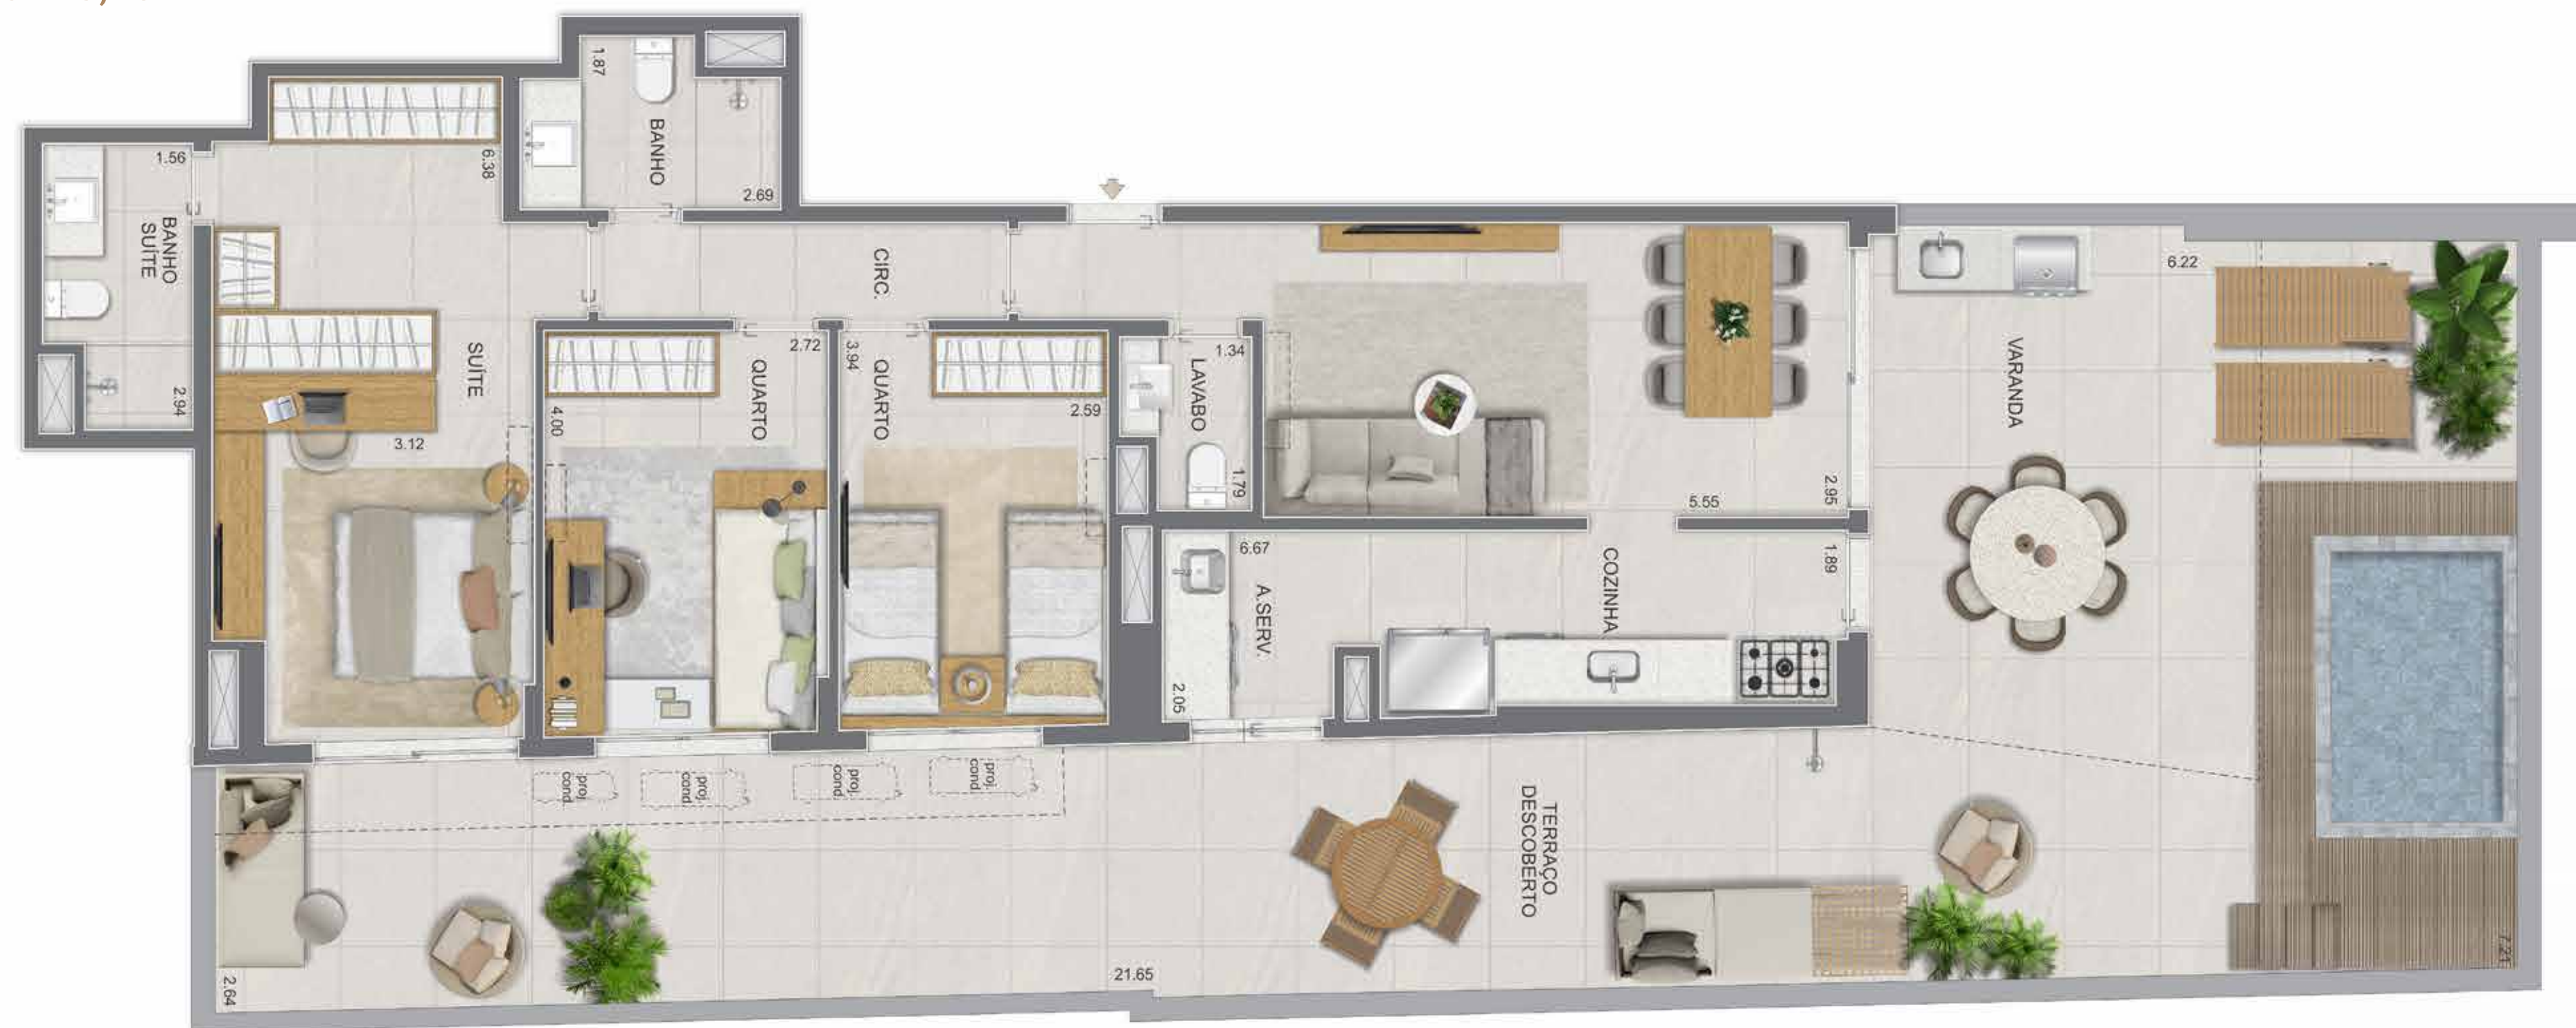 1.87
BANHO
2.69
1.56
BANHO
SUÍTE
2.94
6.38
SUÍTE
3.12
CIRC.
2.72
QUARTO
4.00
3.94
QUARTO
2.59
1.34
LAVABO
1.79
5.55
2.95
6.67
A.SERV.
2.05
COZINHA
1.89
6.22
VARANDA
proj.
cond.
proj.
cond.
proj.
cond.
proj.
cond.
TERRAÇO
DESCOBERTO
2.64
21.65
7.21